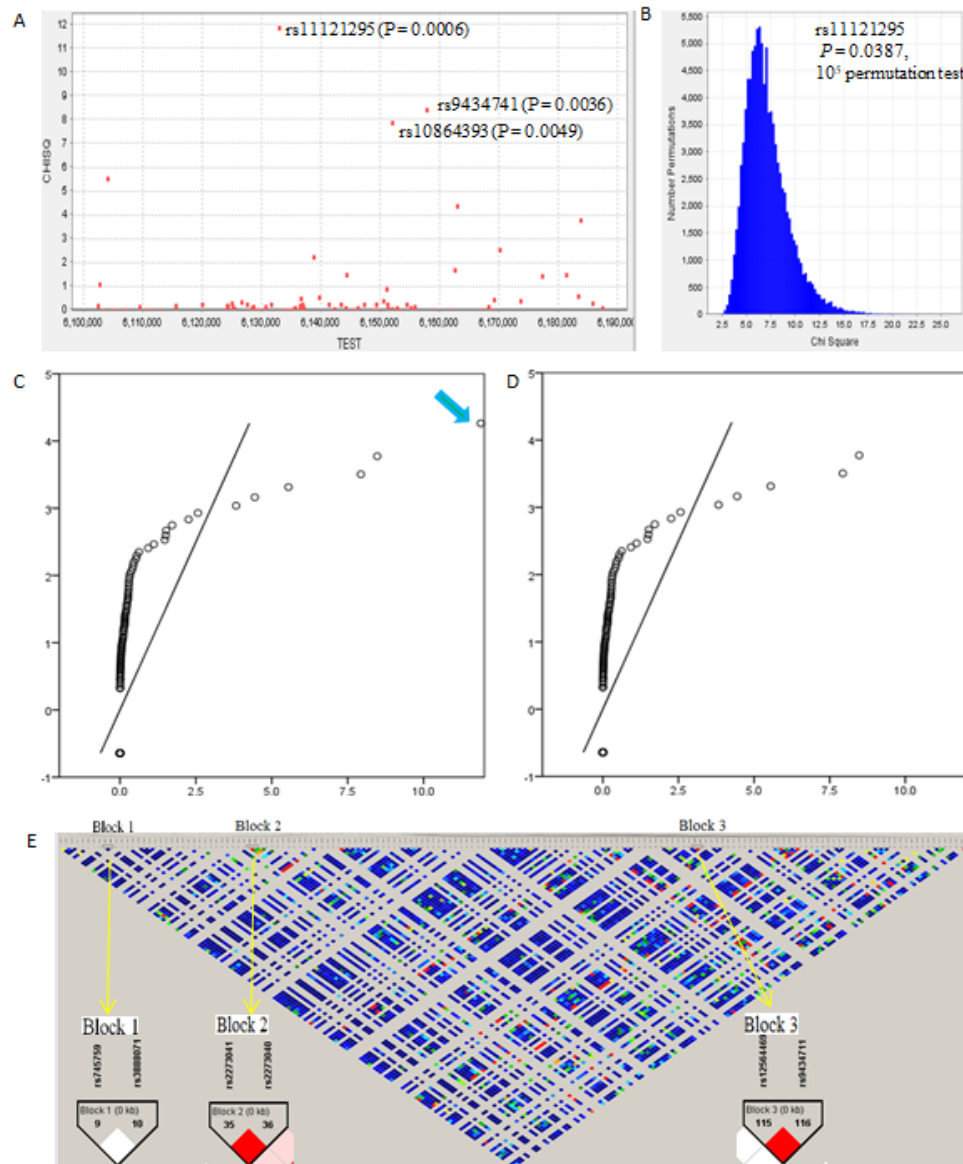 A
rs11121295 (P = 0.0006)
rs9434741 (P = 0.0036)
rs10864393 (P = 0.0049)
CHISQ
12
11
10
9
8
7
6
5
4
3
2
1
0
6,100,000 6,110,000 6,120,000 6,130,000 6,140,000 6,150,000 6,160,000 6,170,000 6,180,000 6,190,000
TEST
B
rs11121295
P = 0.0387,
10⁵ permutation test
Number Permutations
5,500
5,000
4,500
4,000
3,500
3,000
2,500
2,000
1,500
1,000
500
0
2.5 5.0 7.5 10.0 12.5 15.0 17.5 20.0 22.5 25.0
Chi Square
C
5
4
3
2
1
0
-1
0.0 2.5 5.0 7.5 10.0
D
5
4
3
2
1
0
-1
0.0 2.5 5.0 7.5 10.0
E
Block 1 Block 2 Block 3
Block 1 Block 2 Block 3
rs745759 rs3888071 rs2273041 rs2273040 rs12564469 rs9434711
Block 1 (0 kb) Block 2 (0 kb) Block 3 (0 kb)
9 10 35 36 115 116